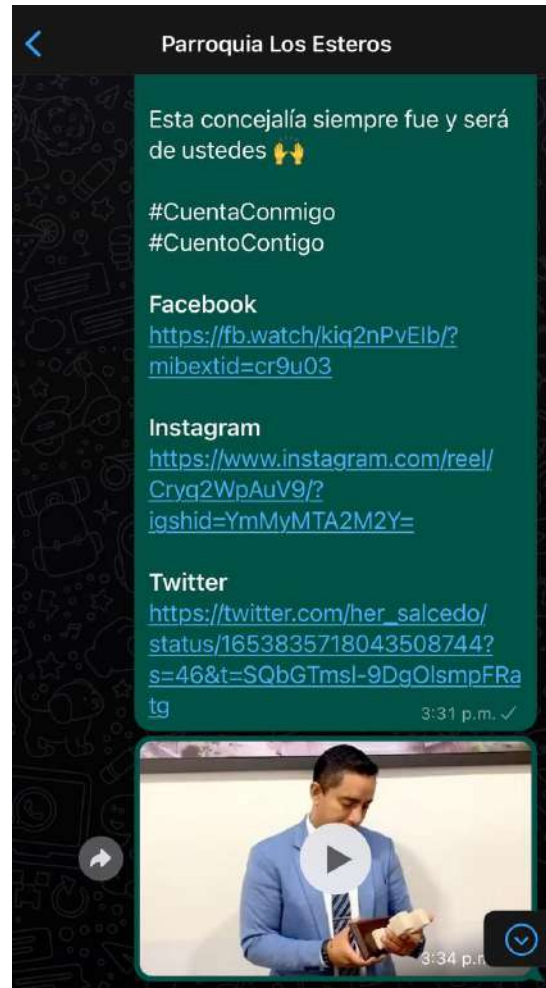 Parroquia Los Esteros
Esta concejalía siempre fue y será
de ustedes 🙌
#CuentaConmigo
#CuentoContigo
Facebook
https://fb.watch/kiq2nPvElb/?
mibextid=cr9u03
Instagram
https://www.instagram.com/reel/
Cryq2WpAuV9/?
igshid=YmMyMTA2M2Y=
Twitter
https://twitter.com/her_salcedo/
status/1653835718043508744?
s=46&t=SQbGTmsl-9DgOlsmpFRa
tg
3:31 p.m.
3:34 p.